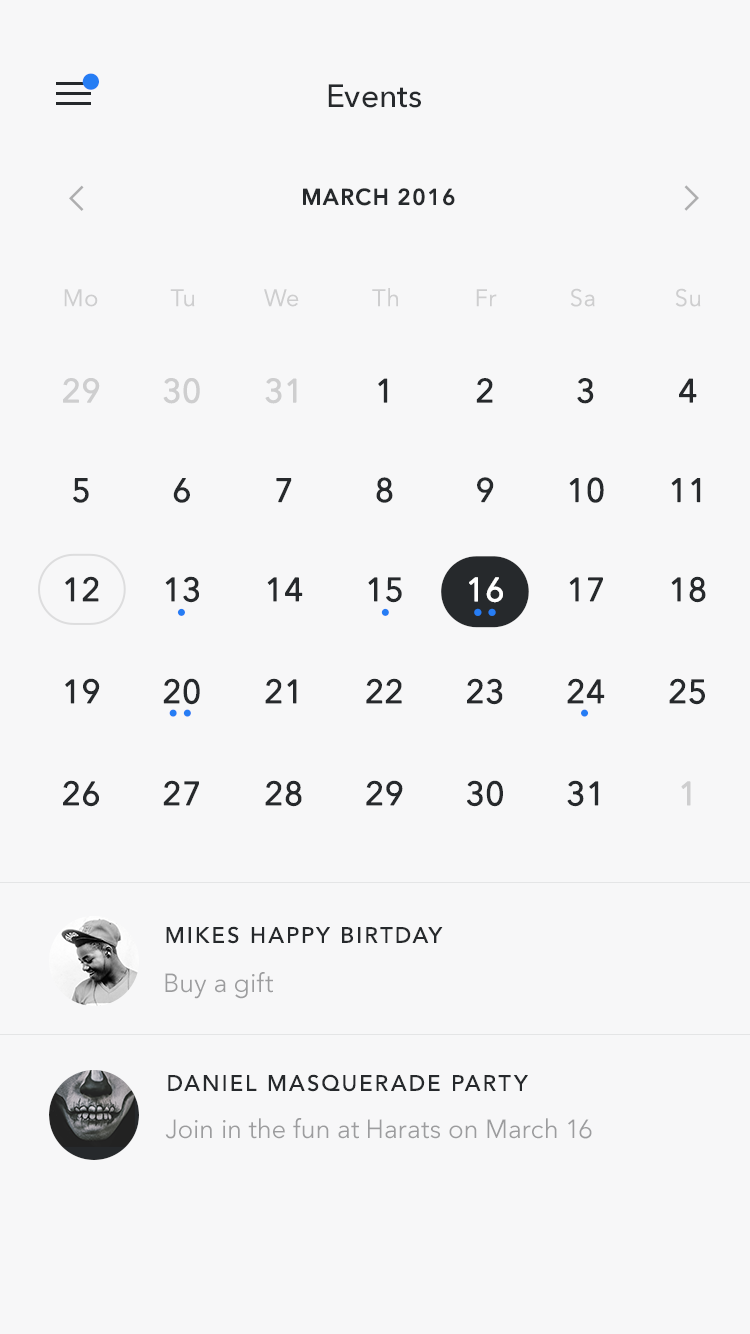 Events
MARCH 2016
Mo Tu We Th Fr Sa Su
29 30 31 1 2 3 4
5 6 7 8 9 10 11
12 13 14 15 16 17 18
19 20 21 22 23 24 25
26 27 28 29 30 31 1
MIKES HAPPY BIRTDAY
Buy a gift
DANIEL MASQUERADE PARTY
Join in the fun at Harats on March 16